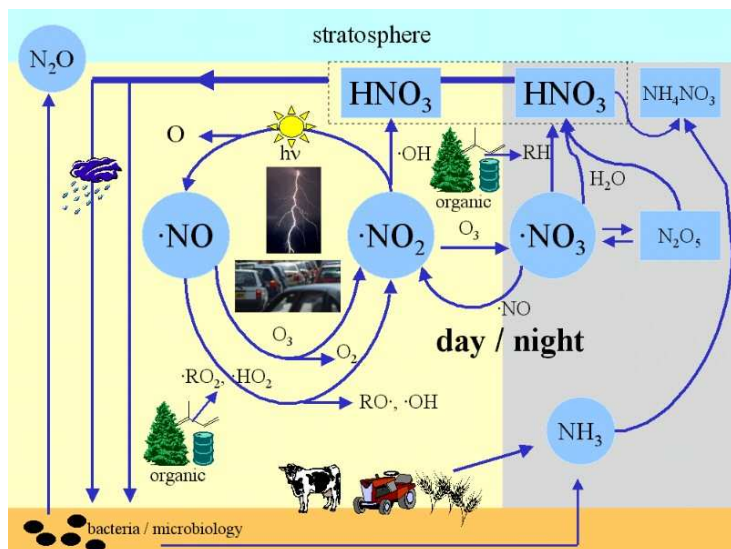 stratosphere
N₂O
HNO₃
HNO₃
NH₄NO₃
O
hν
·OH
organic
RH
H₂O
·NO
·NO₂
O₃
·NO₃
N₂O₅
·NO
O₃
O₂
day / night
·RO₂, ·HO₂
RO·, ·OH
organic
NH₃
bacteria / microbiology